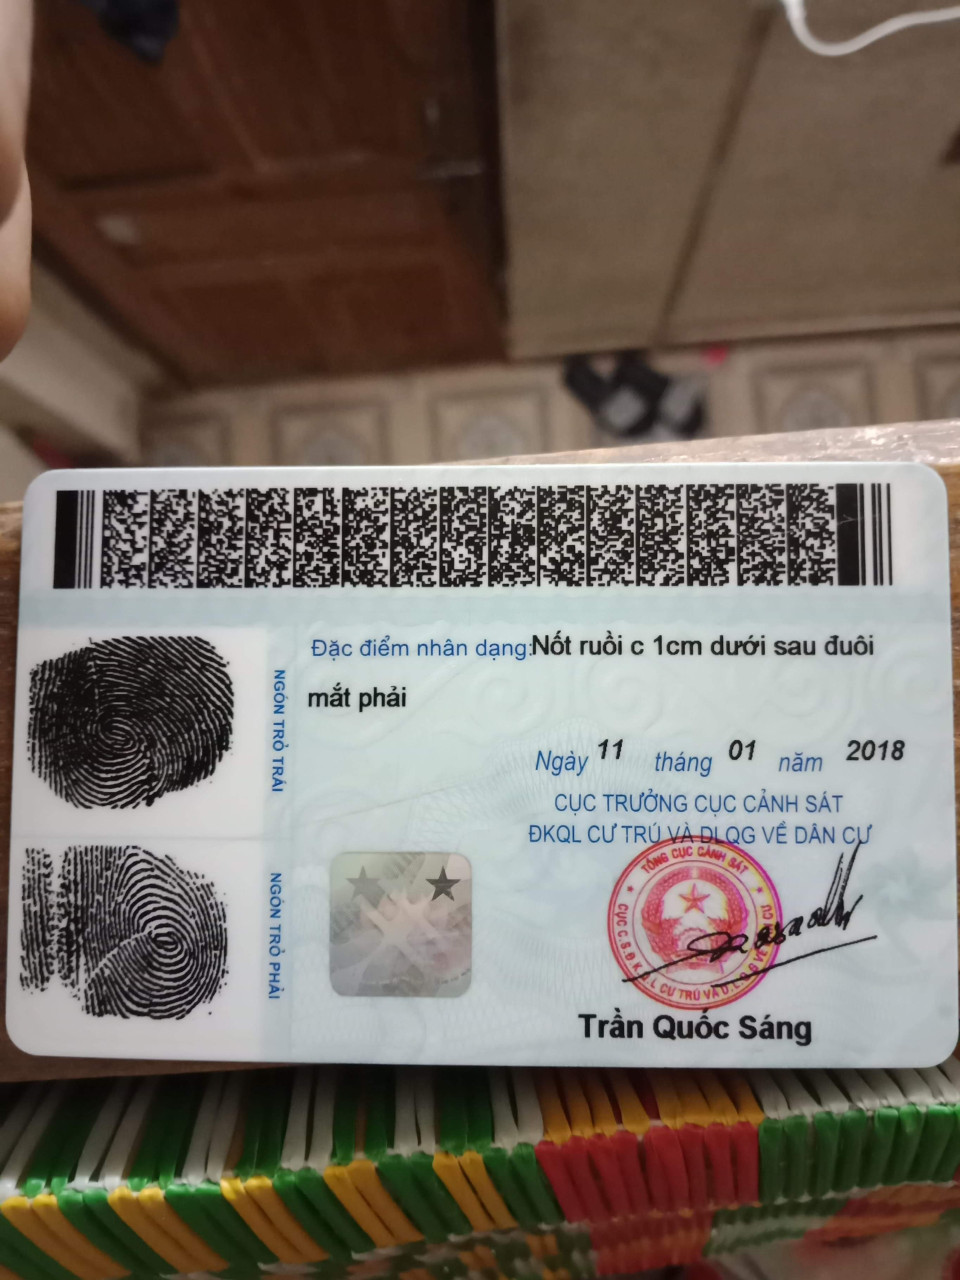 Đặc điểm nhân dạng:Nốt ruồi c 1cm dưới sau đuôi
mắt phải
NGÓN TRỎ TRÁI
NGÓN TRỎ PHẢI
Ngày 11 tháng 01 năm 2018
CỤC TRƯỞNG CỤC CẢNH SÁT
ĐKQL CƯ TRÚ VÀ DLQG VỀ DÂN CƯ
TỔNG CỤC CẢNH SÁT
CỤC C.S.Đ.K.Q.L CƯ TRÚ VÀ D.L.Q.G VỀ
Trần Quốc Sáng